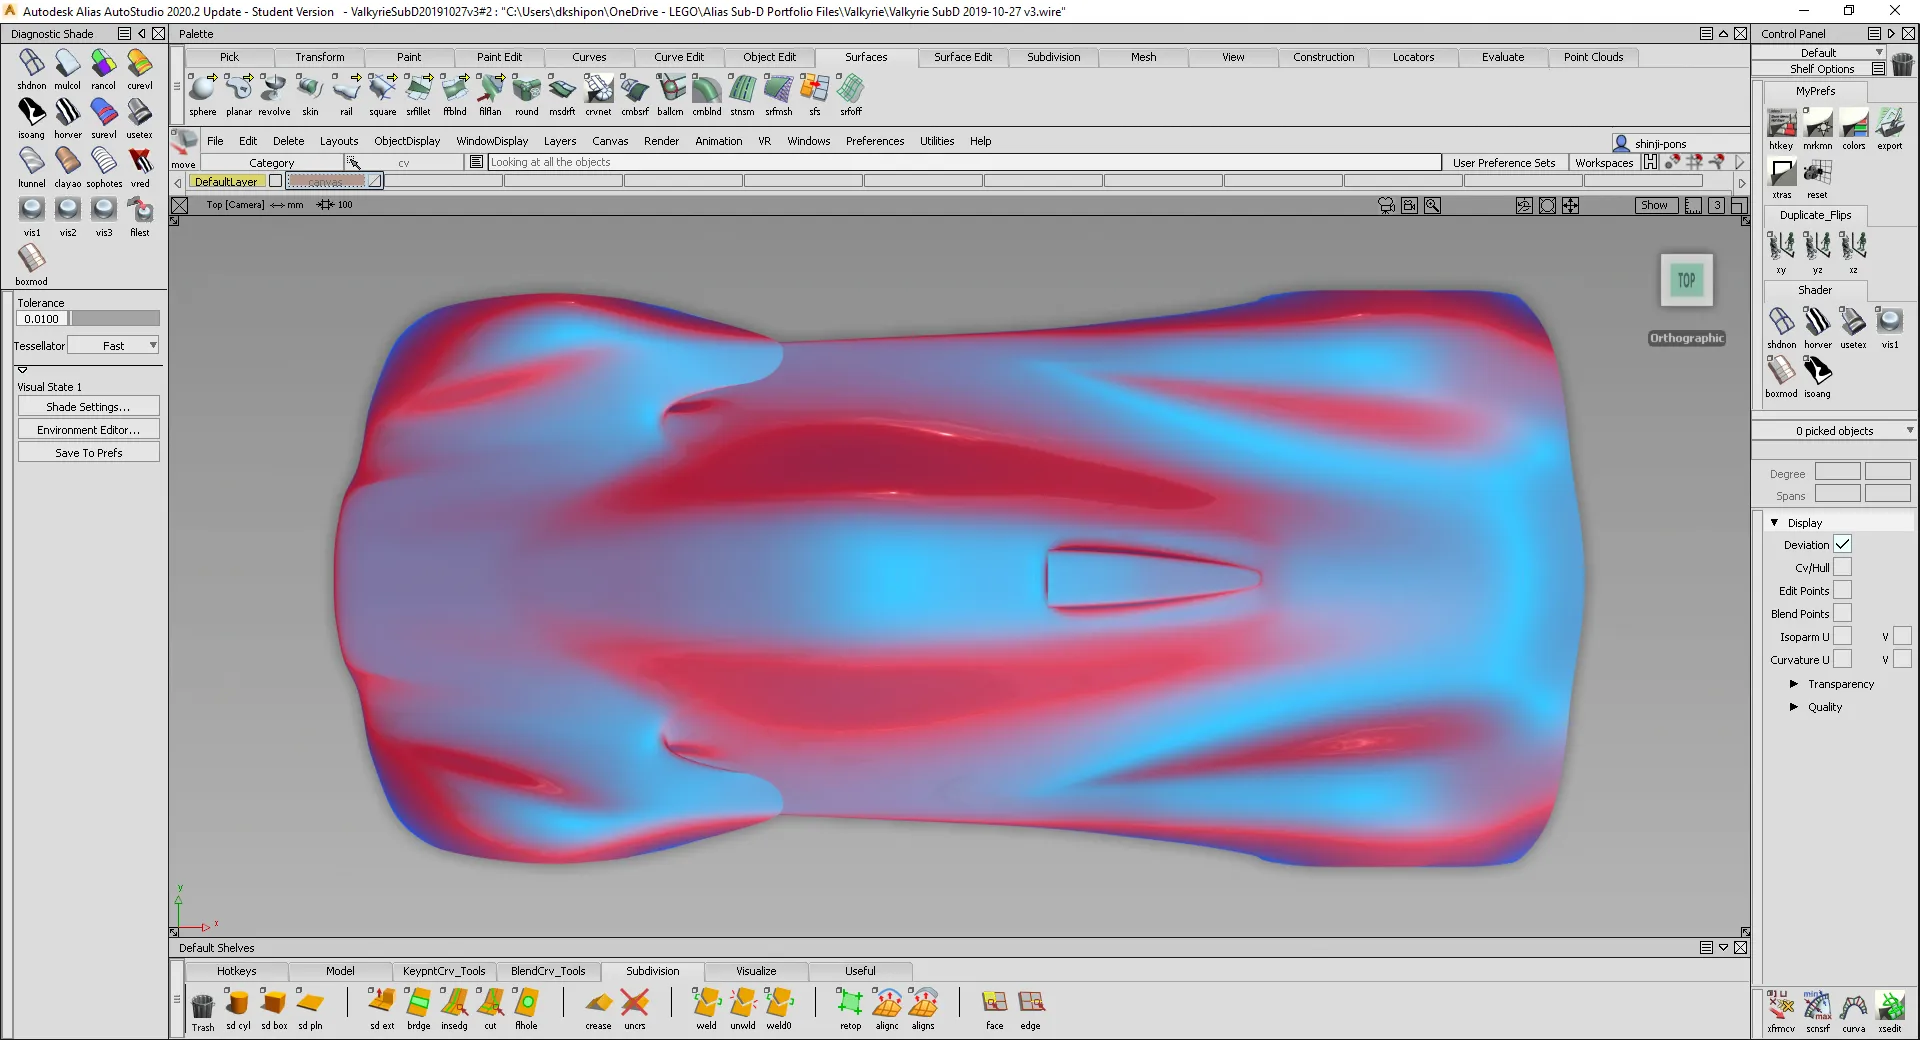 Autodesk Alias AutoStudio 2020.2 Update - Student Version - ValkyrieSubD20191027v3#2 : "C:\Users\dkshipon\OneDrive - LEGO\Alias Sub-D Portfolio Files\Valkyrie\Valkyrie SubD 2019-10-27 v3.wire"
Diagnostic Shade
Palette
Control Panel
Pick Transform Paint Paint Edit Curves Curve Edit Object Edit Surfaces Surface Edit Subdivision Mesh View Construction Locators Evaluate Point Clouds
Default
Shelf Options
shdnon mulcol rancol curevl
isoang horver surevl usetex
ltunnel clayao sophotes vred
vis1 vis2 vis3 filest
boxmod
sphere planar revolve skin rail square srfillet ffblnd filflan round msdrft crvnet cmbsrf ballcrn crnblnd stnsrn srfmsh sfs srfoff
MyPrefs
htkey mrkmn colors export
xtras reset
Duplicate_Flips
xy yz xz
Shader
shdnon horver usetex vis1
boxmod isoang
move
File Edit Delete Layouts ObjectDisplay WindowDisplay Layers Canvas Render Animation VR Windows Preferences Utilities Help
shinji-pons
Category cv Looking at all the objects User Preference Sets Workspaces
DefaultLayer canvas
Top [Camera] mm 100
Show 3
TOP
Orthographic
Tolerance
0.0100
Tessellator Fast
Visual State 1
Shade Settings...
Environment Editor...
Save To Prefs
0 picked objects
Degree
Spans
Display
Deviation
Cv/Hull
Edit Points
Blend Points
Isoparm U V
Curvature U V
Transparency
Quality
y
x
Default Shelves
Hotkeys Model KeypntCrv_Tools BlendCrv_Tools Subdivision Visualize Useful
Trash sd cyl sd box sd pln sd ext brdge insedg cut flhole crease uncrs weld unwld weld0 retop alignc aligns face edge
xfrmcv scnsrf curva xsedit